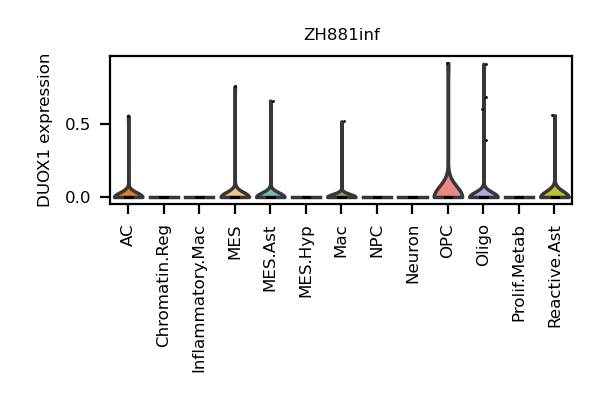 ZH881inf
DUOX1 expression
0.5
0.0
AC
Chromatin.Reg
Inflammatory.Mac
MES
MES.Ast
MES.Hyp
Mac
NPC
Neuron
OPC
Oligo
Prolif.Metab
Reactive.Ast